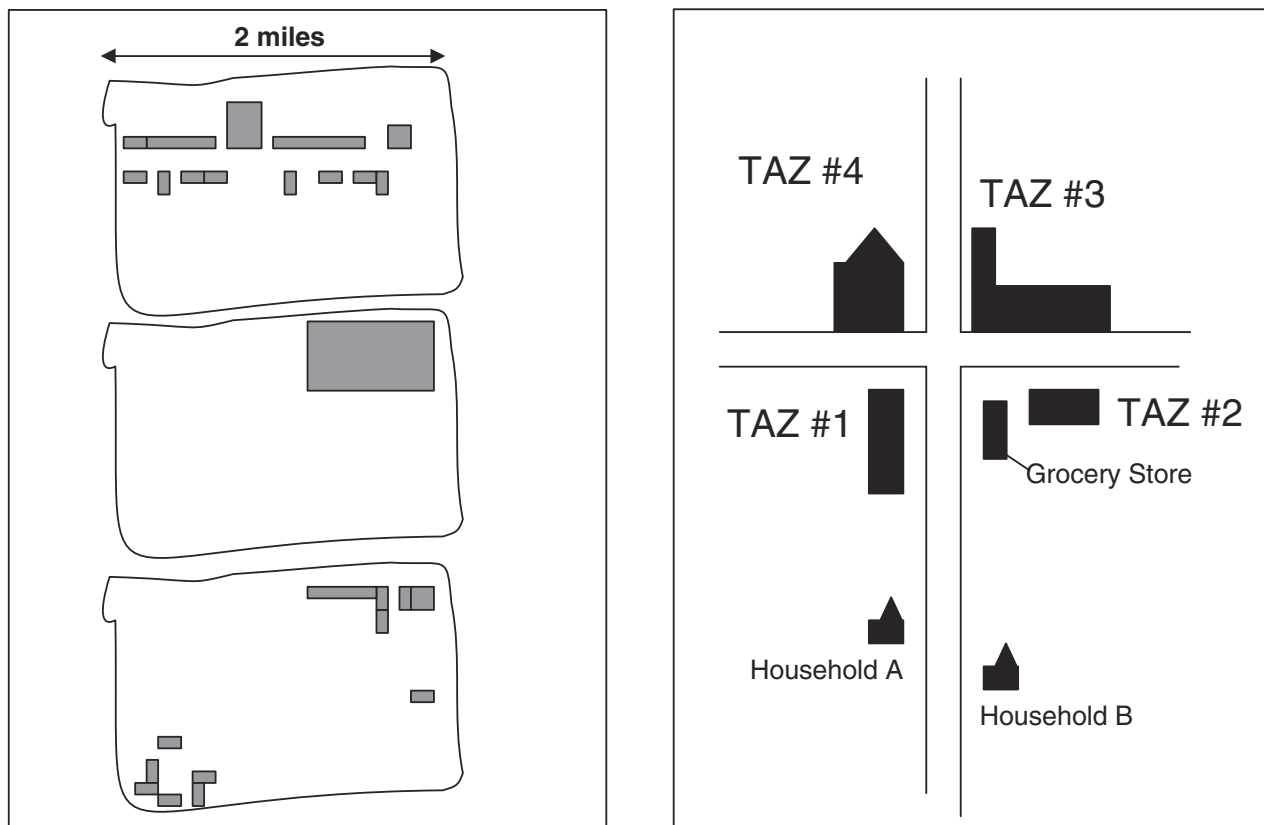 2 miles
TAZ #4
TAZ #3
TAZ #1
TAZ #2
Grocery Store
Household A
Household B